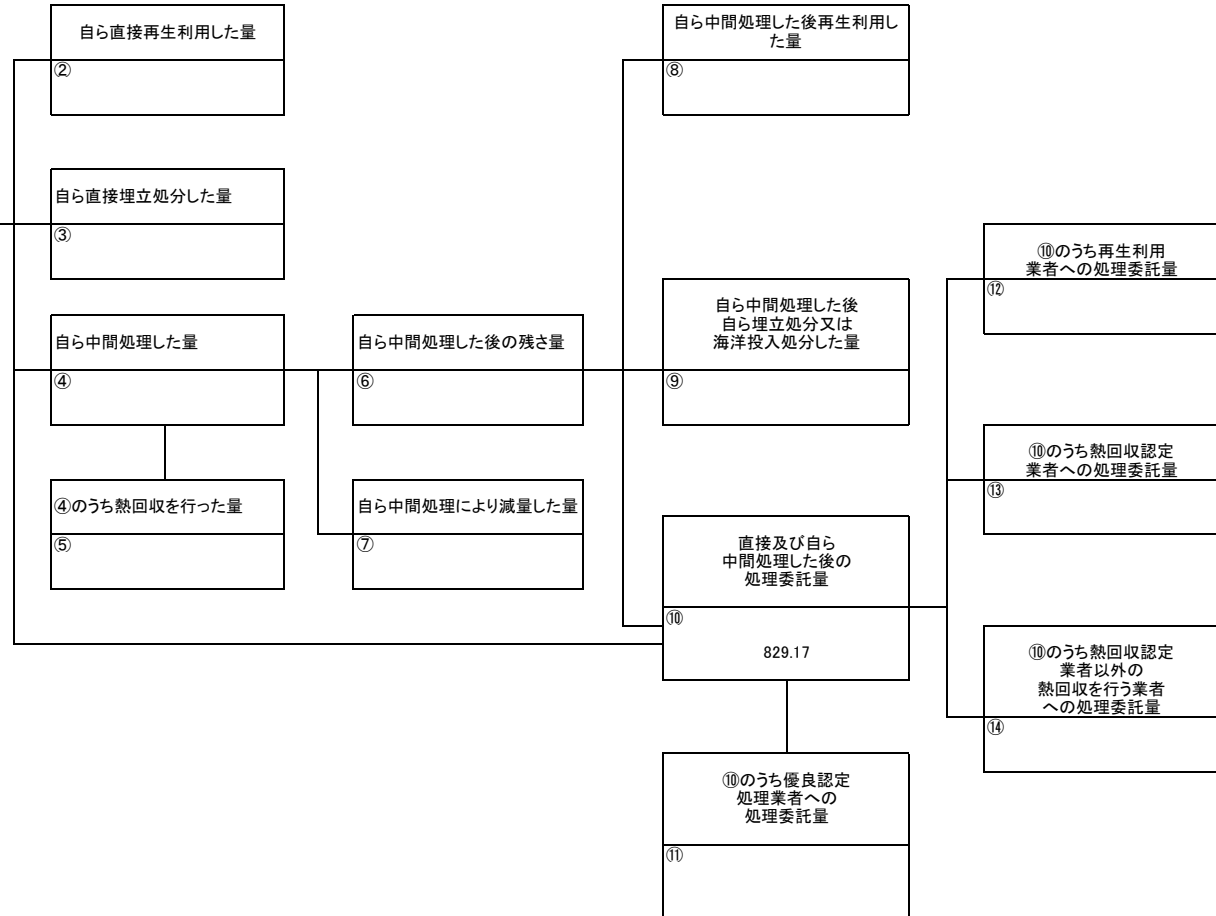 自ら直接再生利用した量
②
自ら直接埋立処分した量
③
自ら中間処理した量
④
④のうち熱回収を行った量
⑤
自ら中間処理した後の残さ量
⑥
自ら中間処理により減量した量
⑦
自ら中間処理した後再生利用し
た量
⑧
自ら中間処理した後
自ら埋立処分又は
海洋投入処分した量
⑨
直接及び自ら
中間処理した後の
処理委託量
⑩
829.17
⑩のうち優良認定
処理業者への
処理委託量
⑪
⑩のうち再生利用
業者への処理委託量
⑫
⑩のうち熱回収認定
業者への処理委託量
⑬
⑩のうち熱回収認定
業者以外の
熱回収を行う業者
への処理委託量
⑭